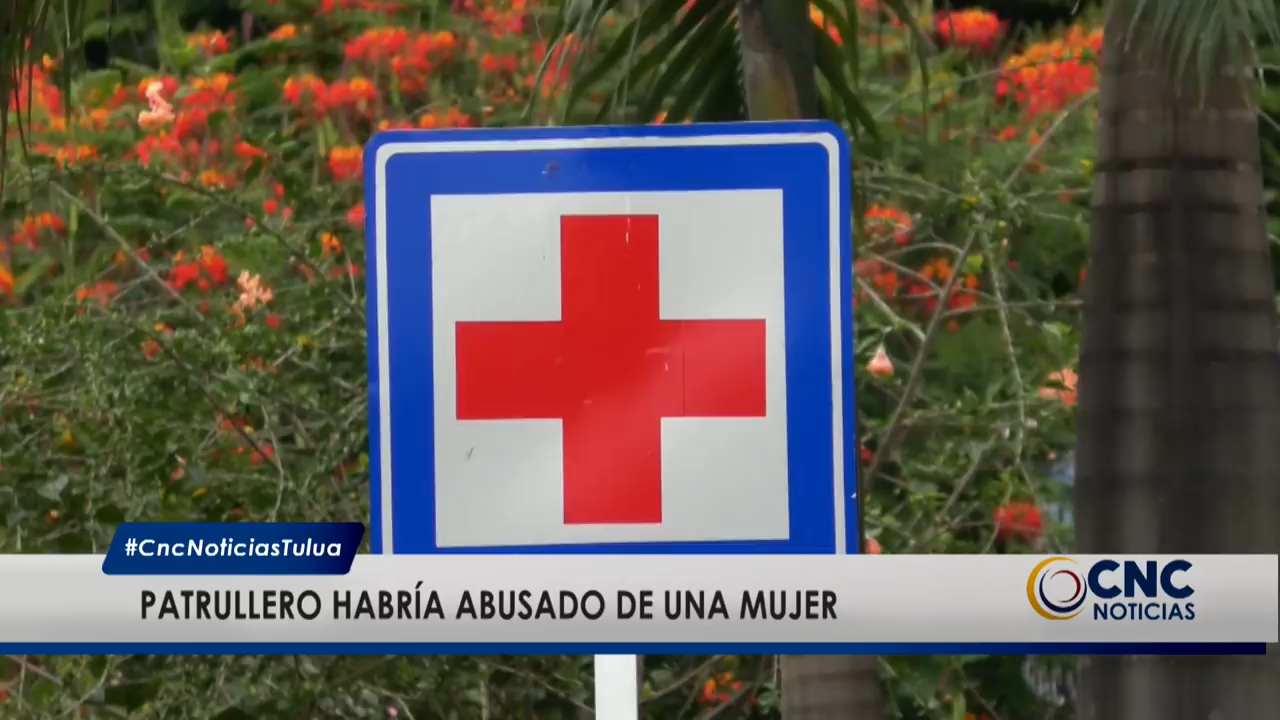 #CncNoticiasTulua
PATRULLERO HABRÍA ABUSADO DE UNA MUJER
CNC
NOTICIAS